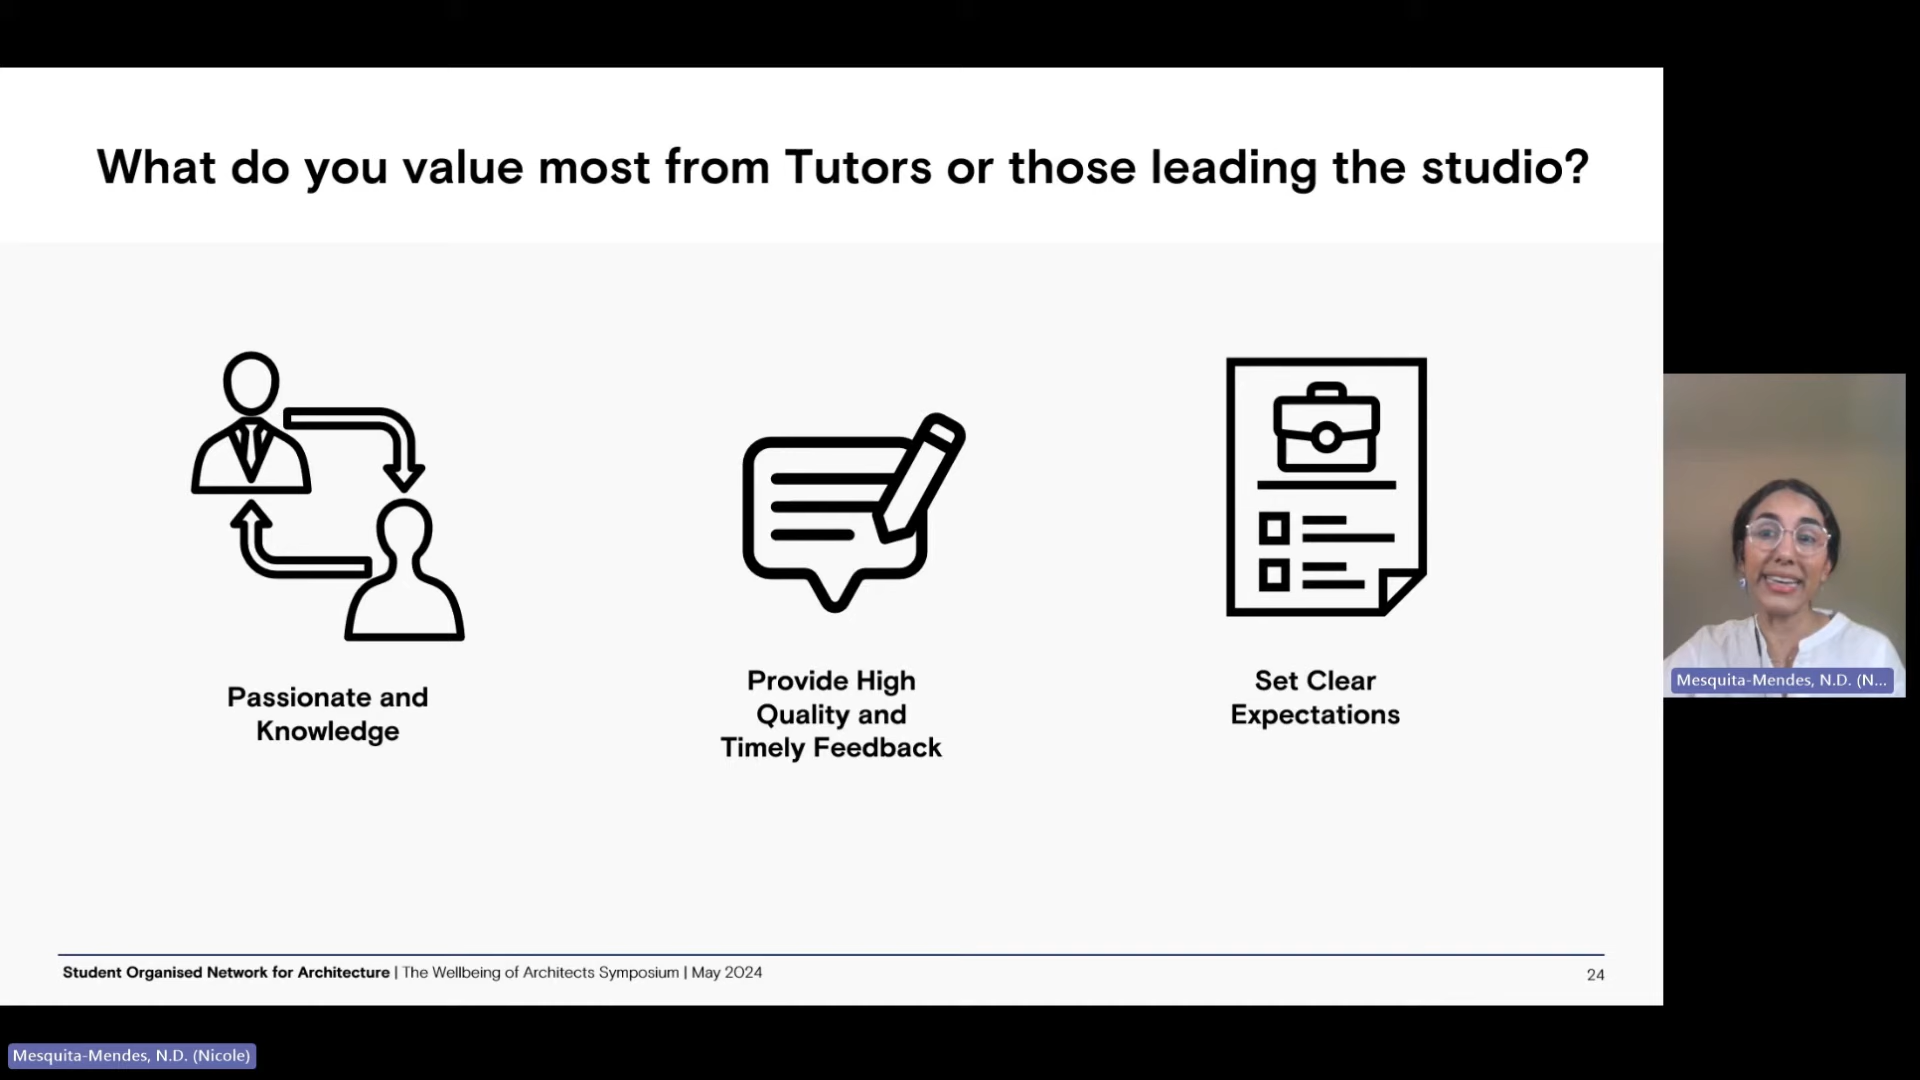 What do you value most from Tutors or those leading the studio?
Passionate and
Knowledge
Provide High
Quality and
Timely Feedback
Set Clear
Expectations
Mesquita-Mendes, N.D. (N...
Student Organised Network for Architecture | The Wellbeing of Architects Symposium | May 2024
24
Mesquita-Mendes, N.D. (Nicole)